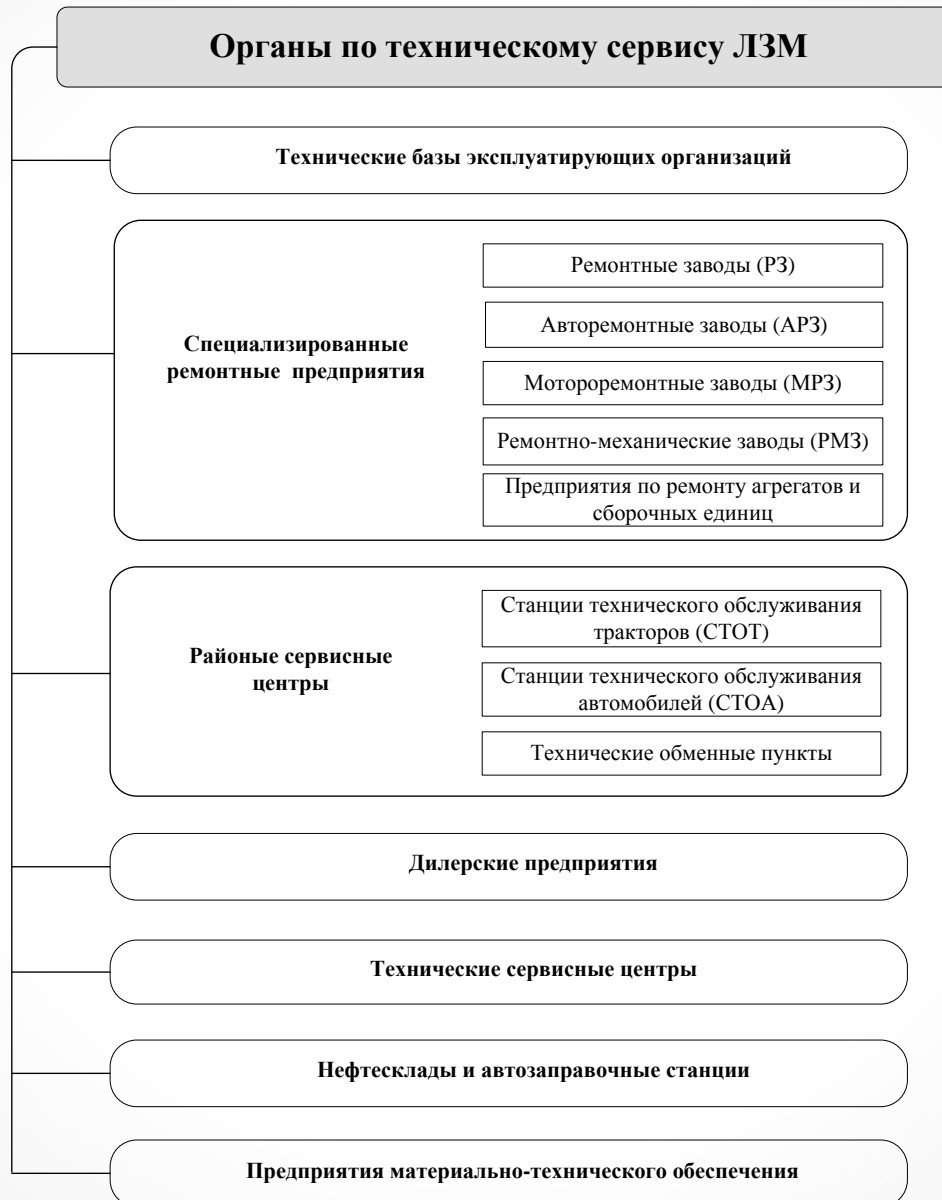 Органы по техническому сервису ЛЗМ
Технические базы эксплуатирующих организаций
Специализированные
ремонтные предприятия
Ремонтные заводы (РЗ)
Авторемонтные заводы (АРЗ)
Мотороремонтные заводы (МРЗ)
Ремонтно-механические заводы (РМЗ)
Предприятия по ремонту агрегатов и
сборочных единиц
Районые сервисные
центры
Станции технического обслуживания
тракторов (СТОТ)
Станции технического обслуживания
автомобилей (СТОА)
Технические обменные пункты
Дилерские предприятия
Технические сервисные центры
Нефтесклады и автозаправочные станции
Предприятия материально-технического обеспечения